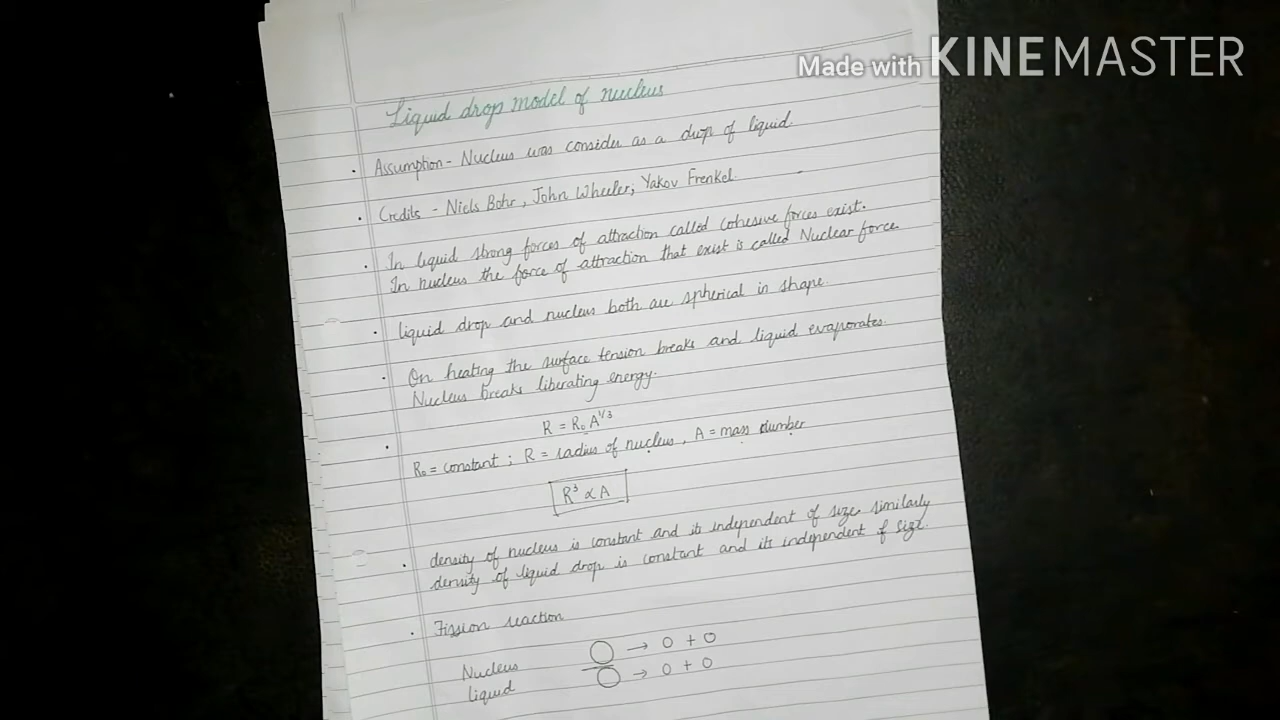 Made with KINEMASTER
Liquid drop model of nucleus
. Assumption - Nucleus was consider as a drop of liquid.
. Credits - Niels Bohr, John Wheeler; Yakov Frenkel.
. In liquid strong forces of attraction called cohesive forces exist.
In nucleus the force of attraction that exist is called Nuclear force.
. liquid drop and nucleus both are spherical in shape.
. On heating the surface tension breaks and liquid evaporates.
Nucleus breaks liberating energy.
. R = R₀ A^1/3
R₀ = constant ; R = radius of nucleus, A = mass number
R³ ∝ A
. density of nucleus is constant and its independent of size similarly
density of liquid drop is constant and its independent of size.
. Fission reaction
Nucleus O → O + O
liquid O → O + O